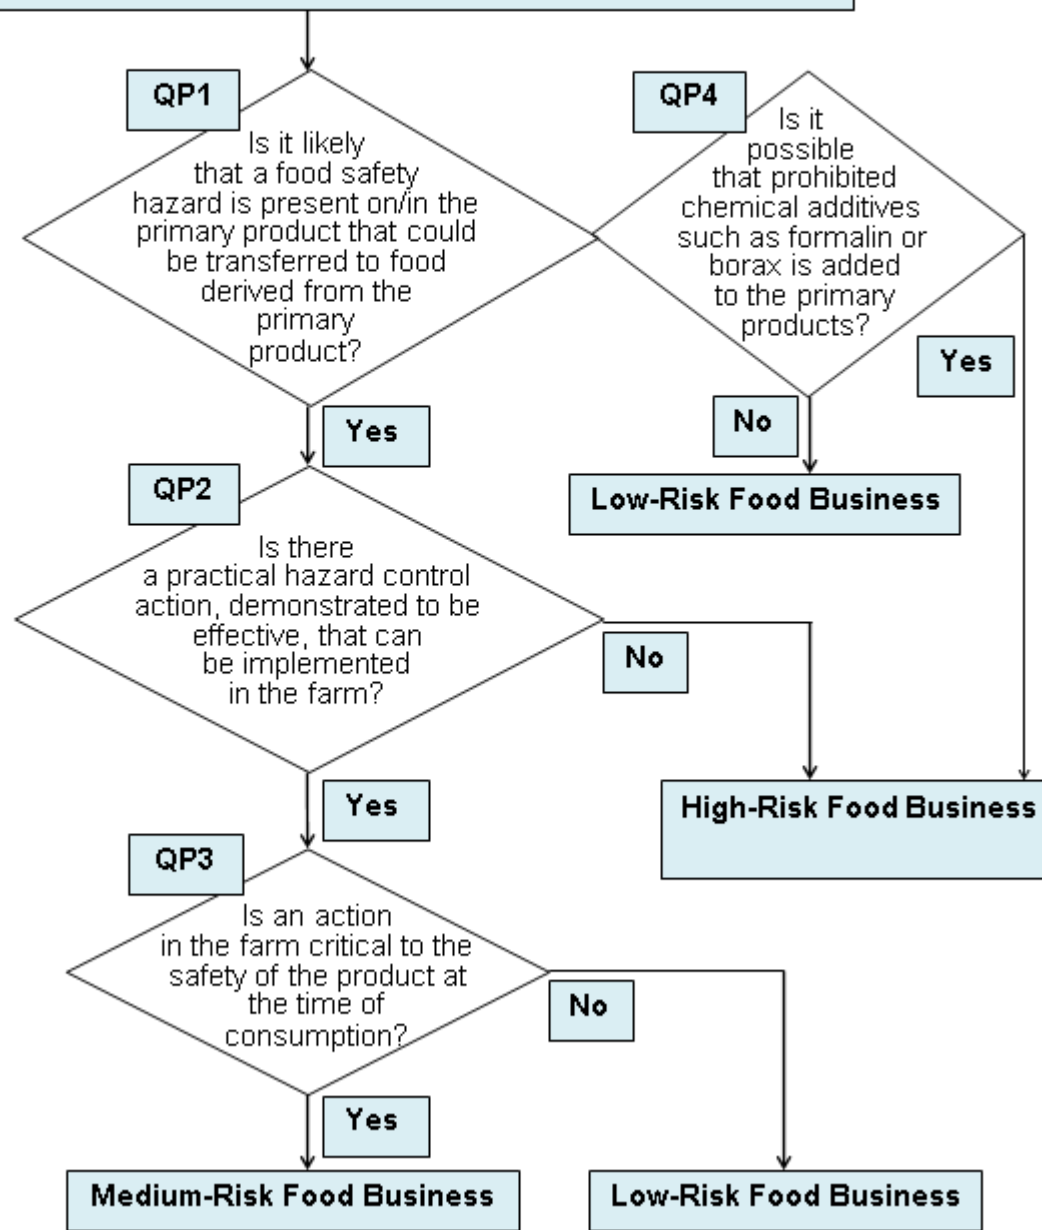 QP1
Is it likely
that a food safety
hazard is present on/in the
primary product that could
be transferred to food
derived from the
primary
product?
QP4
Is it
possible
that prohibited
chemical additives
such as formalin or
borax is added
to the primary
products?
Yes
No
Low-Risk Food Business
Yes
QP2
Is there
a practical hazard control
action, demonstrated to be
effective, that can
be implemented
in the farm?
No
High-Risk Food Business
Yes
QP3
Is an action
in the farm critical to the
safety of the product at
the time of
consumption?
No
Yes
Medium-Risk Food Business
Low-Risk Food Business